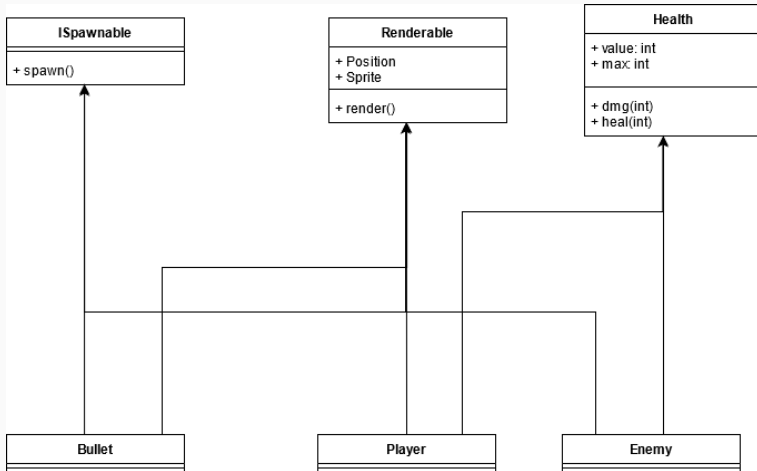 ISpawnable
+ spawn()
Renderable
+ Position
+ Sprite
+ render()
Health
+ value: int
+ max: int
+ dmg(int)
+ heal(int)
Bullet
Player
Enemy